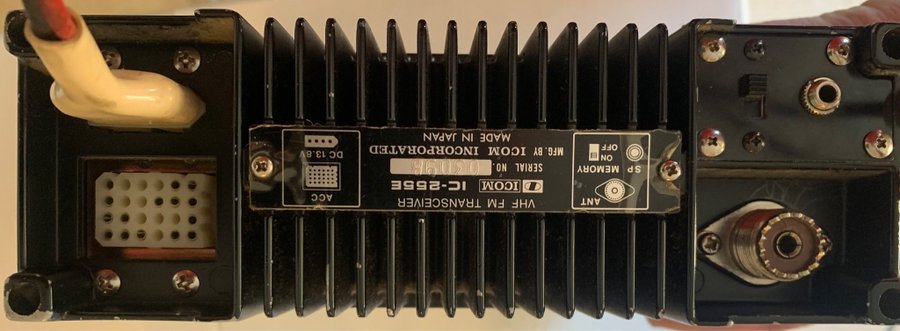 ANT
SP MEMORY
ON
OFF
VHF FM TRANSCEIVER
ICOM IC-255E
SERIAL NO.
MFG. BY ICOM INCORPORATED
MADE IN JAPAN
ACC
DC 13.8V